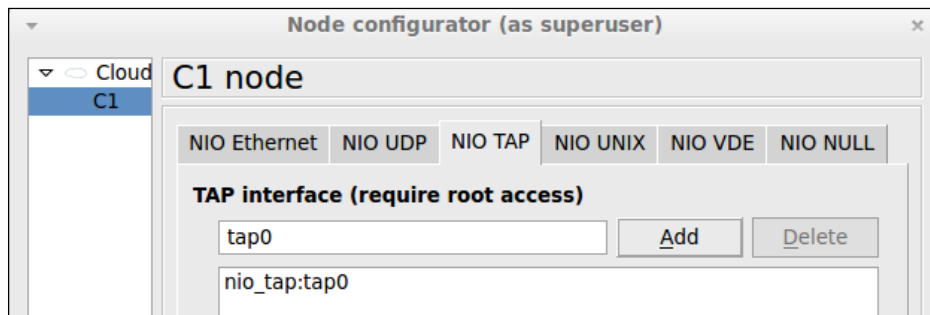 Node configurator (as superuser)
Cloud
C1
C1 node
NIO Ethernet NIO UDP NIO TAP NIO UNIX NIO VDE NIO NULL
TAP interface (require root access)
tap0 Add Delete
nio_tap:tap0